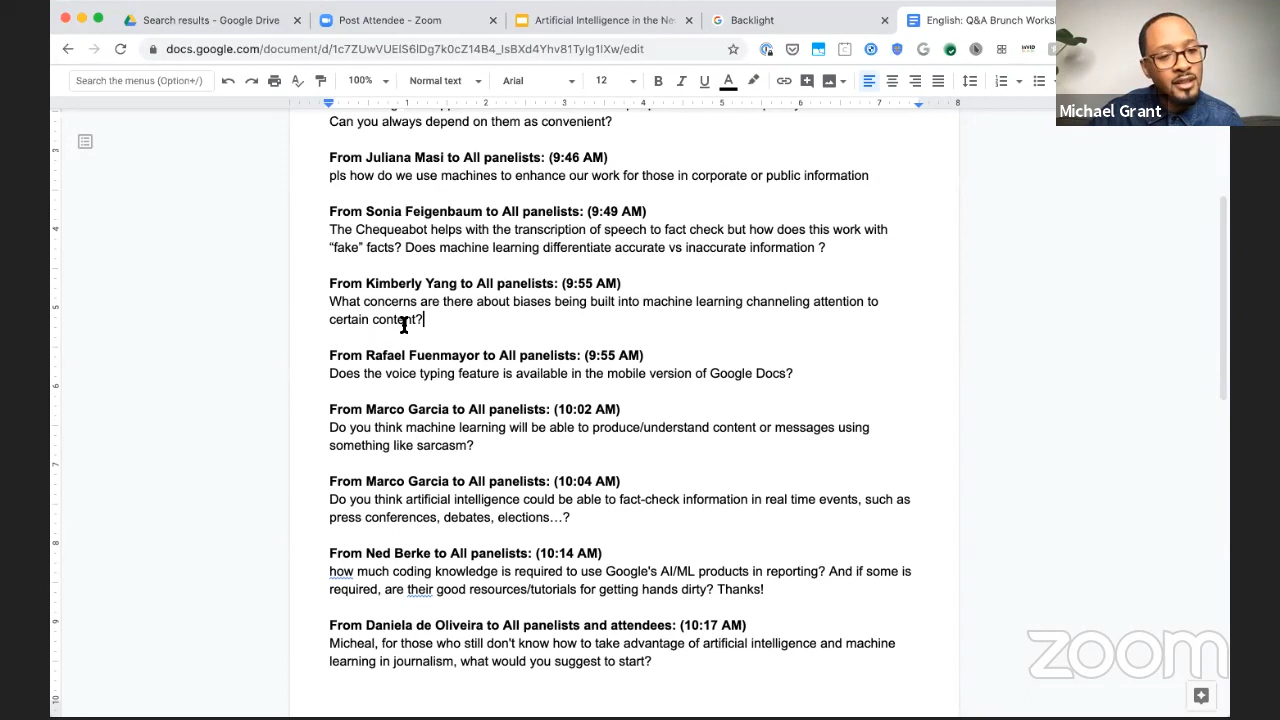 Search results - Google Drive
Post Attendee - Zoom
Artificial Intelligence in the Ne
Backlight
English: Q&A Brunch Worksh
docs.google.com/document/d/1c7ZUwVUElS6lDg7k0cZ14B4_lsBXd4Yhv81TyIg1lXw/edit
Search the menus (Option+/)
100%
Normal text
Arial
12
Michael Grant
Can you always depend on them as convenient?
From Juliana Masi to All panelists: (9:46 AM)
pls how do we use machines to enhance our work for those in corporate or public information
From Sonia Feigenbaum to All panelists: (9:49 AM)
The Chequeabot helps with the transcription of speech to fact check but how does this work with
“fake” facts? Does machine learning differentiate accurate vs inaccurate information ?
From Kimberly Yang to All panelists: (9:55 AM)
What concerns are there about biases being built into machine learning channeling attention to
certain content?
From Rafael Fuenmayor to All panelists: (9:55 AM)
Does the voice typing feature is available in the mobile version of Google Docs?
From Marco Garcia to All panelists: (10:02 AM)
Do you think machine learning will be able to produce/understand content or messages using
something like sarcasm?
From Marco Garcia to All panelists: (10:04 AM)
Do you think artificial intelligence could be able to fact-check information in real time events, such as
press conferences, debates, elections…?
From Ned Berke to All panelists: (10:14 AM)
how much coding knowledge is required to use Google's AI/ML products in reporting? And if some is
required, are their good resources/tutorials for getting hands dirty? Thanks!
From Daniela de Oliveira to All panelists and attendees: (10:17 AM)
Micheal, for those who still don't know how to take advantage of artificial intelligence and machine
learning in journalism, what would you suggest to start?
zoom